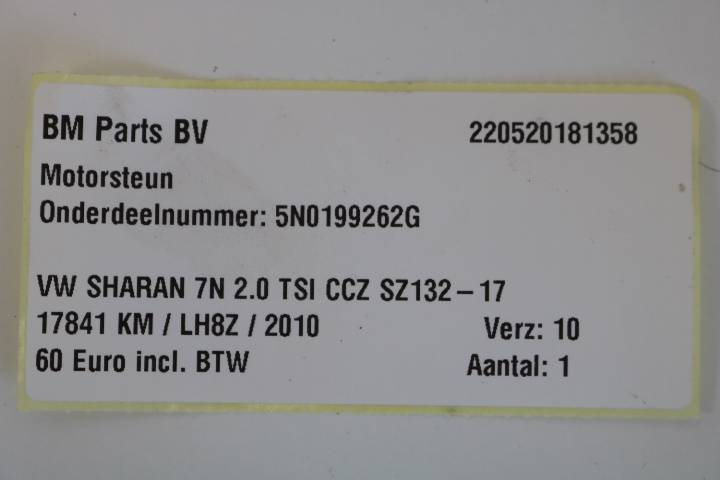 BM Parts BV 220520181358
Motorsteun
Onderdeelnummer: 5N0199262G
VW SHARAN 7N 2.0 TSI CCZ SZ132 – 17
17841 KM / LH8Z / 2010 Verz: 10
60 Euro incl. BTW Aantal: 1